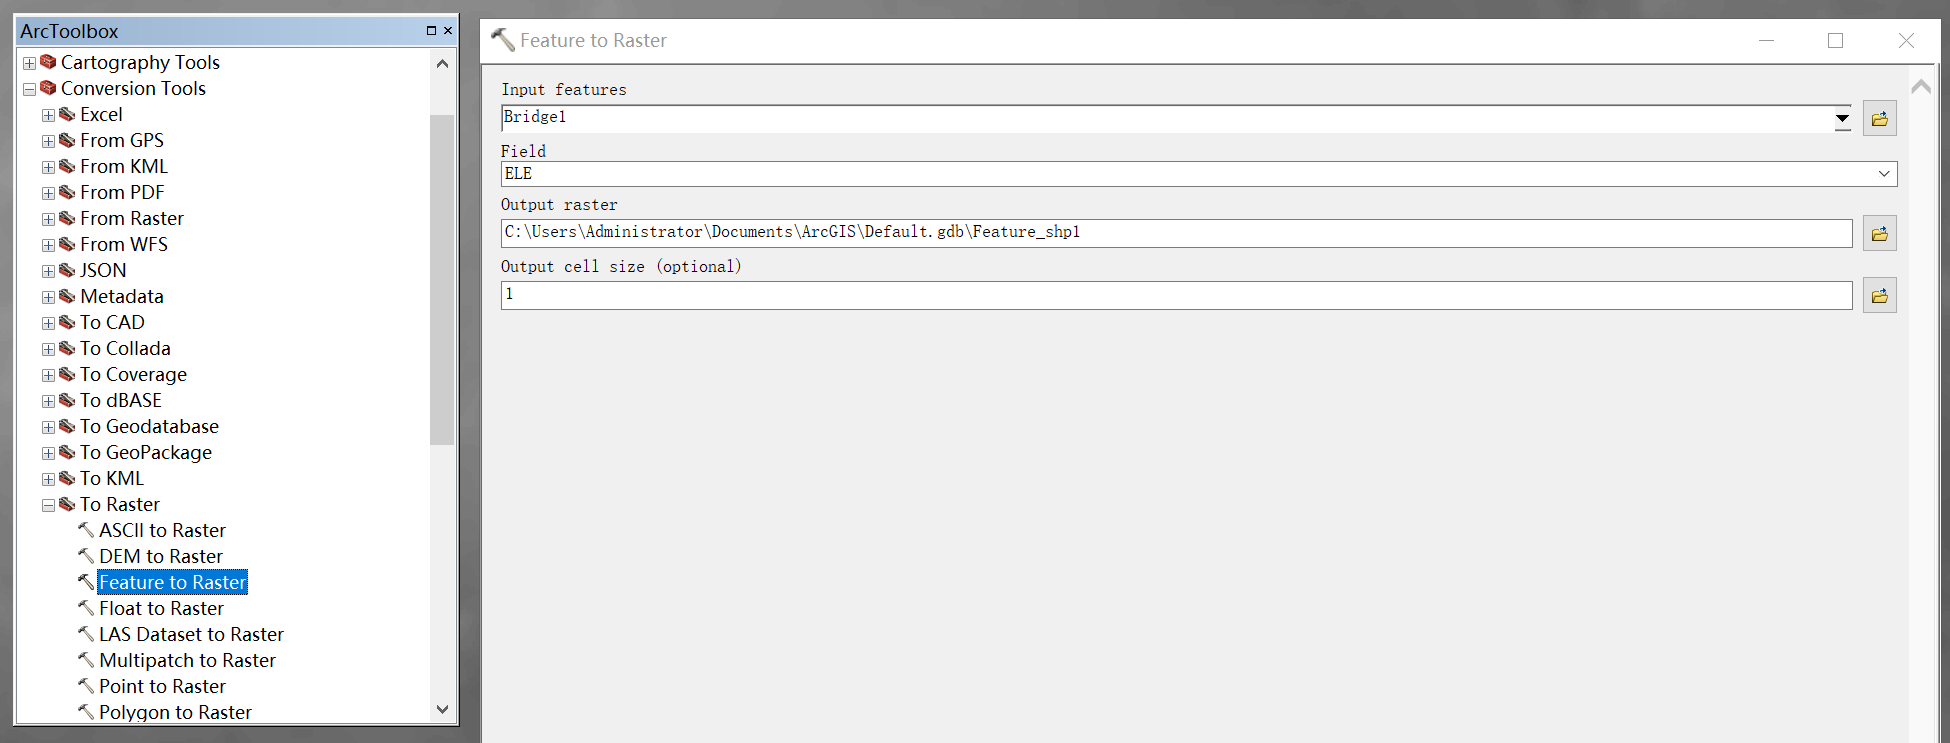 ArcToolbox
Cartography Tools
Conversion Tools
Excel
From GPS
From KML
From PDF
From Raster
From WFS
JSON
Metadata
To CAD
To Collada
To Coverage
To dBASE
To Geodatabase
To GeoPackage
To KML
To Raster
ASCII to Raster
DEM to Raster
Feature to Raster
Float to Raster
LAS Dataset to Raster
Multipatch to Raster
Point to Raster
Polygon to Raster
Feature to Raster
Input features
Bridge1
Field
ELE
Output raster
C:\Users\Administrator\Documents\ArcGIS\Default.gdb\Feature_shp1
Output cell size (optional)
1